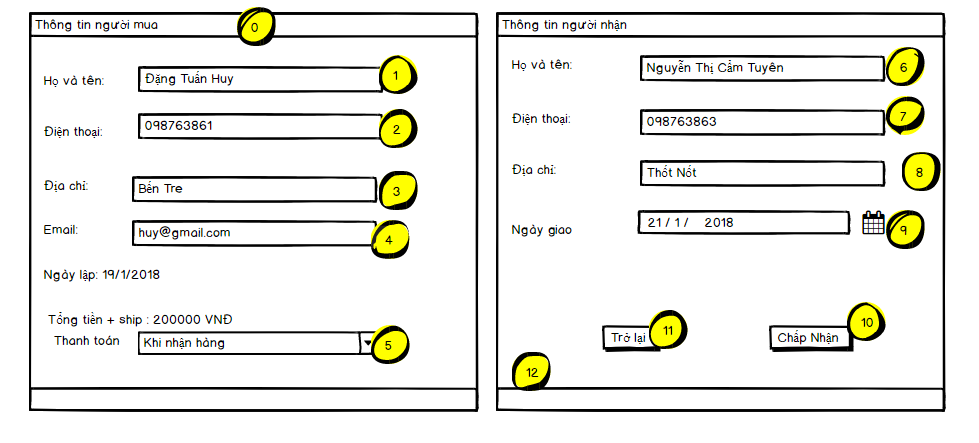 Thông tin người mua 0
Họ và tên: Đặng Tuấn Huy 1
Điện thoại: 098763861 2
Địa chỉ: Bến Tre 3
Email: huy@gmail.com 4
Ngày lập: 19/1/2018
Tổng tiền + ship : 200000 VNĐ
Thanh toán Khi nhận hàng 5
Thông tin người nhận
Họ và tên: Nguyễn Thị Cẩm Tuyên 6
Điện thoại: 098763863 7
Địa chỉ: Thốt Nốt 8
Ngày giao 21 / 1 / 2018 9
Trở lại 11 Chấp Nhận 10
12